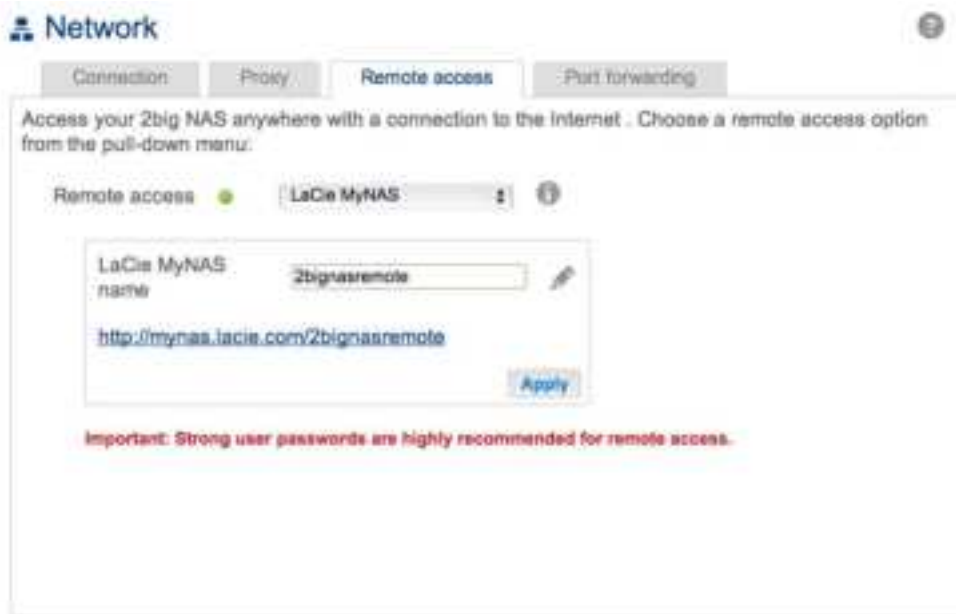 Network
Connection Proxy Remote access Port forwarding
Access your 2big NAS anywhere with a connection to the Internet . Choose a remote access option
from the pull-down menu:
Remote access LaCie MyNAS
LaCie MyNAS
name
2bignasremote
http://mynas.lacie.com/2bignasremote
Apply
Important: Strong user passwords are highly recommended for remote access.